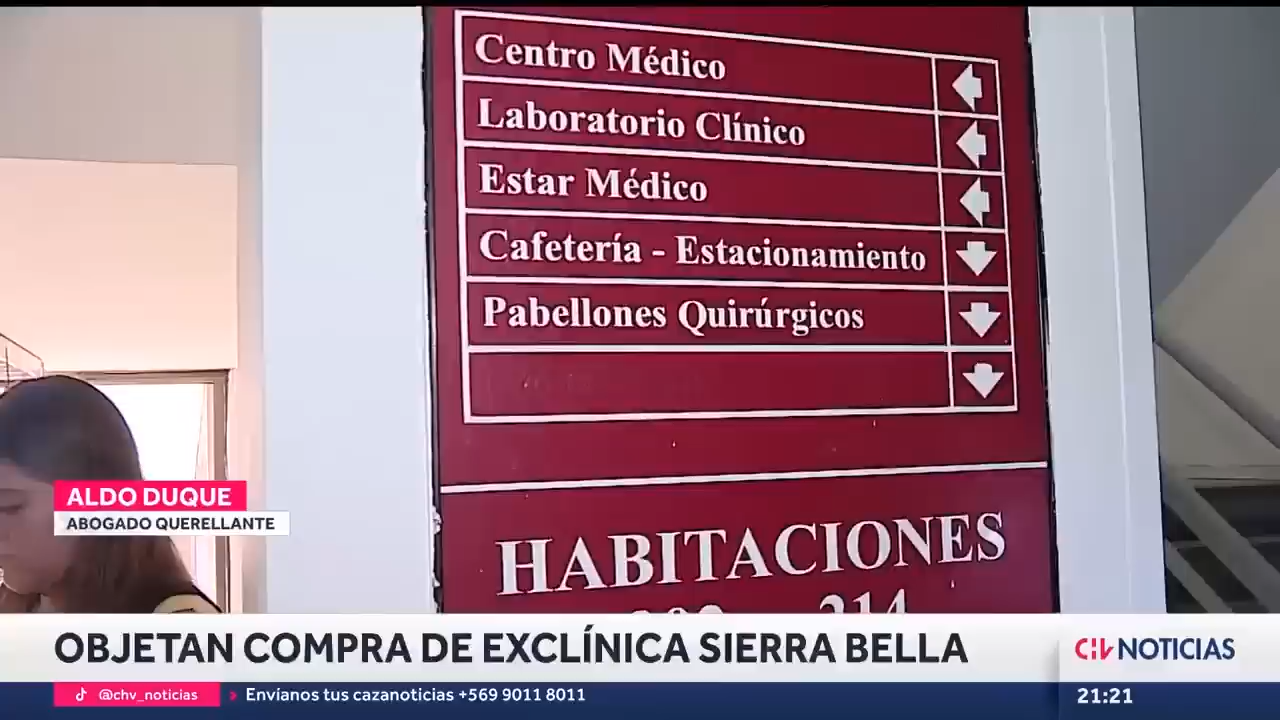 Centro Médico
Laboratorio Clínico
Estar Médico
Cafetería - Estacionamiento
Pabellones Quirúrgicos
HABITACIONES
214
ALDO DUQUE
ABOGADO QUERELLANTE
OBJETAN COMPRA DE EXCLÍNICA SIERRA BELLA
CHV NOTICIAS
@chv_noticias
Envíanos tus cazanoticias +569 9011 8011
21:21